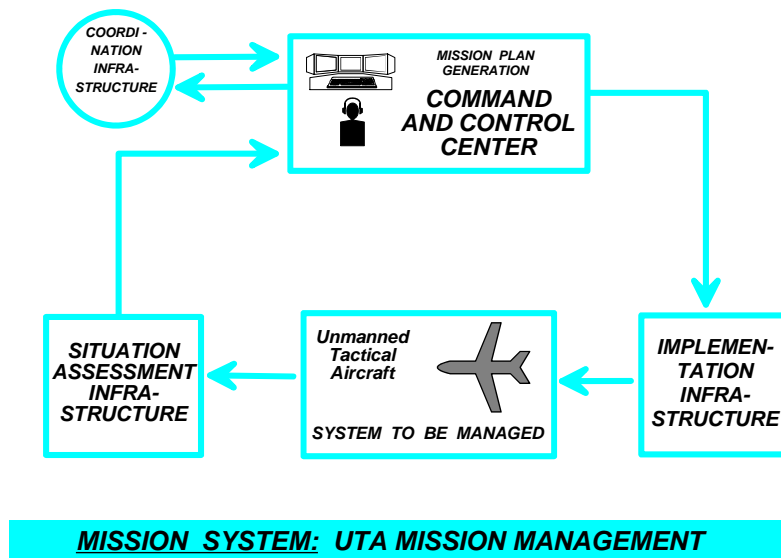 COORDI -
NATION
INFRA-
STRUCTURE
MISSION PLAN
GENERATION
COMMAND
AND CONTROL
CENTER
SITUATION
ASSESSMENT
INFRA-
STRUCTURE
Unmanned
Tactical
Aircraft
SYSTEM TO BE MANAGED
IMPLEMEN-
TATION
INFRA-
STRUCTURE
MISSION SYSTEM: UTA MISSION MANAGEMENT